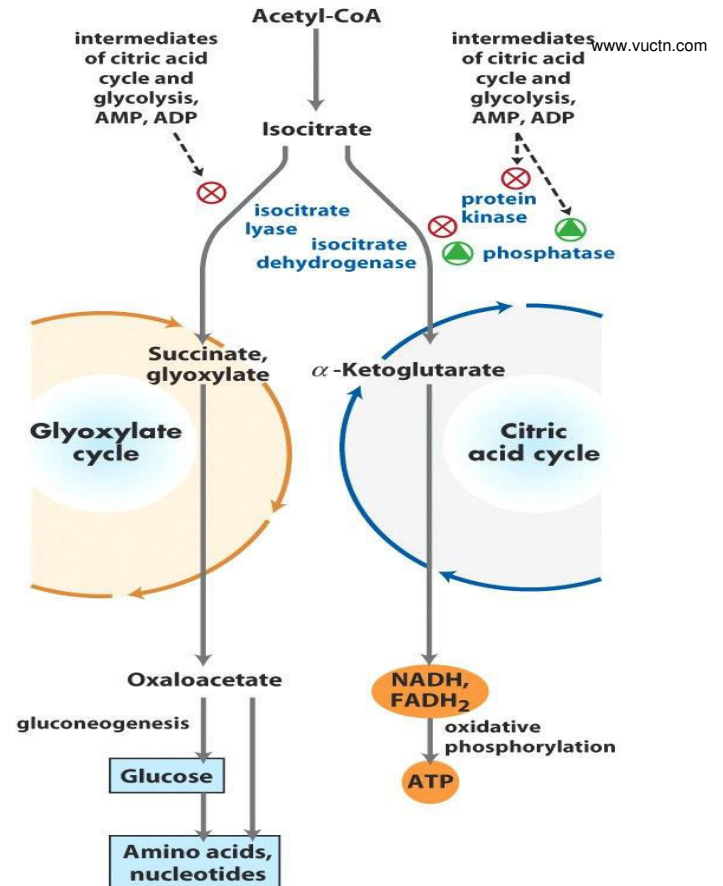 Acetyl-CoA
intermediates
of citric acid
cycle and
glycolysis,
AMP, ADP
intermediates
of citric acid
cycle and
glycolysis,
AMP, ADP
www.vuctn.com
Isocitrate
isocitrate
lyase
isocitrate
dehydrogenase
protein
kinase
phosphatase
Succinate,
glyoxylate
α-Ketoglutarate
Glyoxylate
cycle
Citric
acid cycle
Oxaloacetate
NADH,
FADH₂
gluconeogenesis
oxidative
phosphorylation
Glucose
ATP
Amino acids,
nucleotides